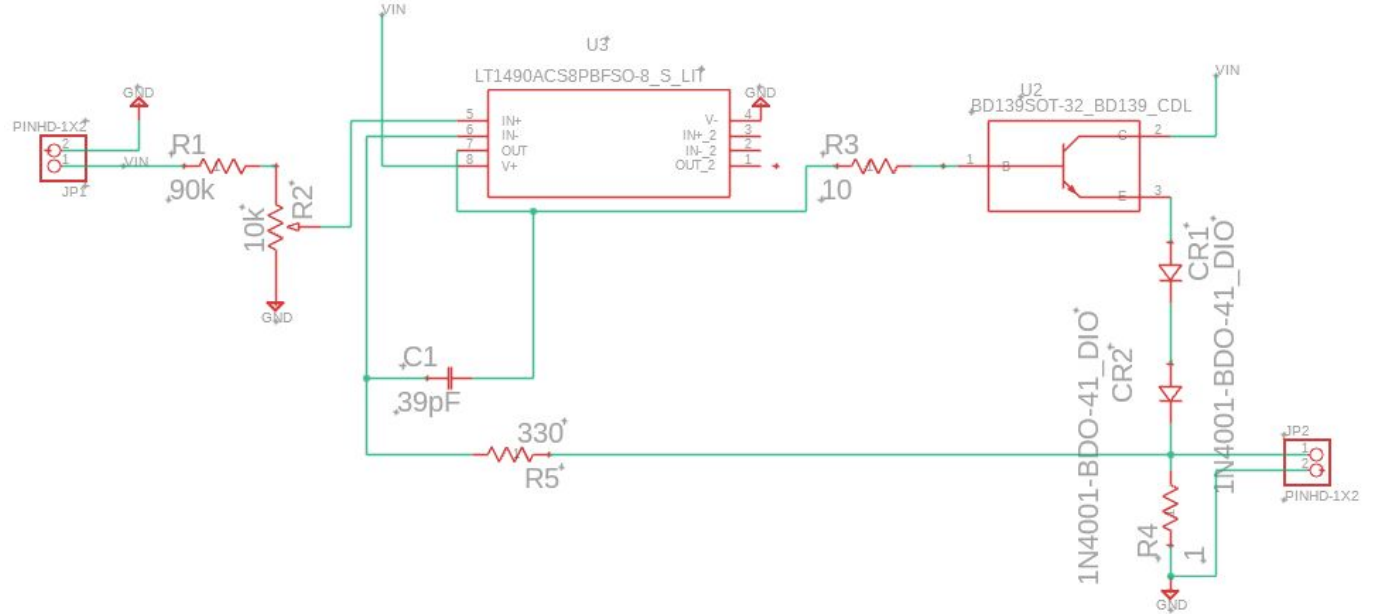 VIN
U3
LT1490ACS8PBFSO-8_S_LIT
GND
PINHD-1X2
2
1
JP1
VIN
R1
90k
10k
R2
GND
5
6
7
8
IN+
IN-
OUT
V+
V-
IN+_2
IN-_2
OUT_2
4
3
2
1
GND
R3
10
U2
BD139SOT-32_BD139_CDL
1
B
C
E
2
3
VIN
CR1
1N4001-BDO-41_DIO
CR2
1N4001-BDO-41_DIO
C1
39pF
330
R5
R4
1
GND
JP2
1
2
PINHD-1X2